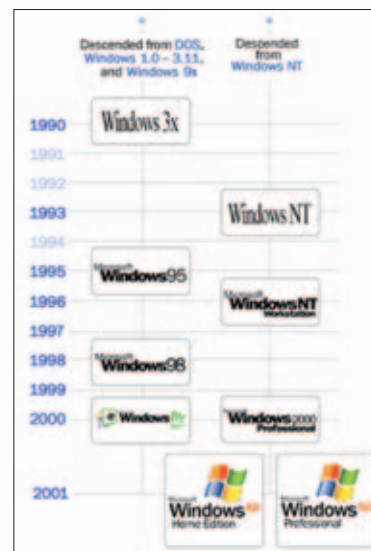 Descended from DOS,
Windows 1.0 – 3.11,
and Windows 9x
Descended
from
Windows NT
1990
Windows 3x
1991
1992
1993
Windows NT
1994
1995
Microsoft
Windows95
1996
Microsoft
WindowsNT
Workstation
1997
1998
Microsoft
Windows98
1999
2000
Windows Me
Microsoft
Windows2000
Professional
2001
Microsoft
Windows xp
Home Edition
Microsoft
Windows xp
Professional